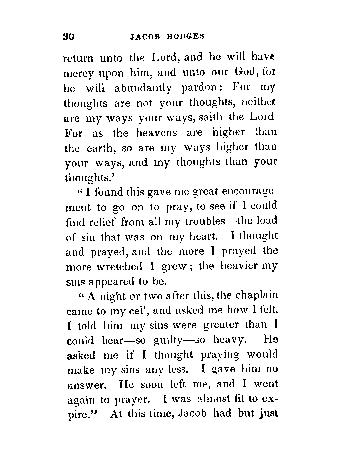 30 JACOB HODGES
return unto the Lord, and he will have
mercy upon him, and unto our God, for
he will abundantly pardon: For my
thoughts are not your thoughts, neither
are my ways your ways, saith the Lord
For as the heavens are higher than
the earth, so are my ways higher than
your ways, and my thoughts than your
thoughts.'
"I found this gave me great encourage
ment to go on to pray, to see if I could
find relief from all my troubles—the load
of sin that was on my heart. I thought
and prayed, and the more I prayed the
more wretched I grew; the heavier my
sins appeared to be.
"A night or two after this, the chaplain
came to my cell, and asked me how I felt.
I told him my sins were greater than I
could bear—so guilty—so heavy. He
asked me if I thought praying would
make my sins any less. I gave him no
answer. He soon left me, and I went
again to prayer. I was almost fit to ex-
pire." At this time, Jacob had but just